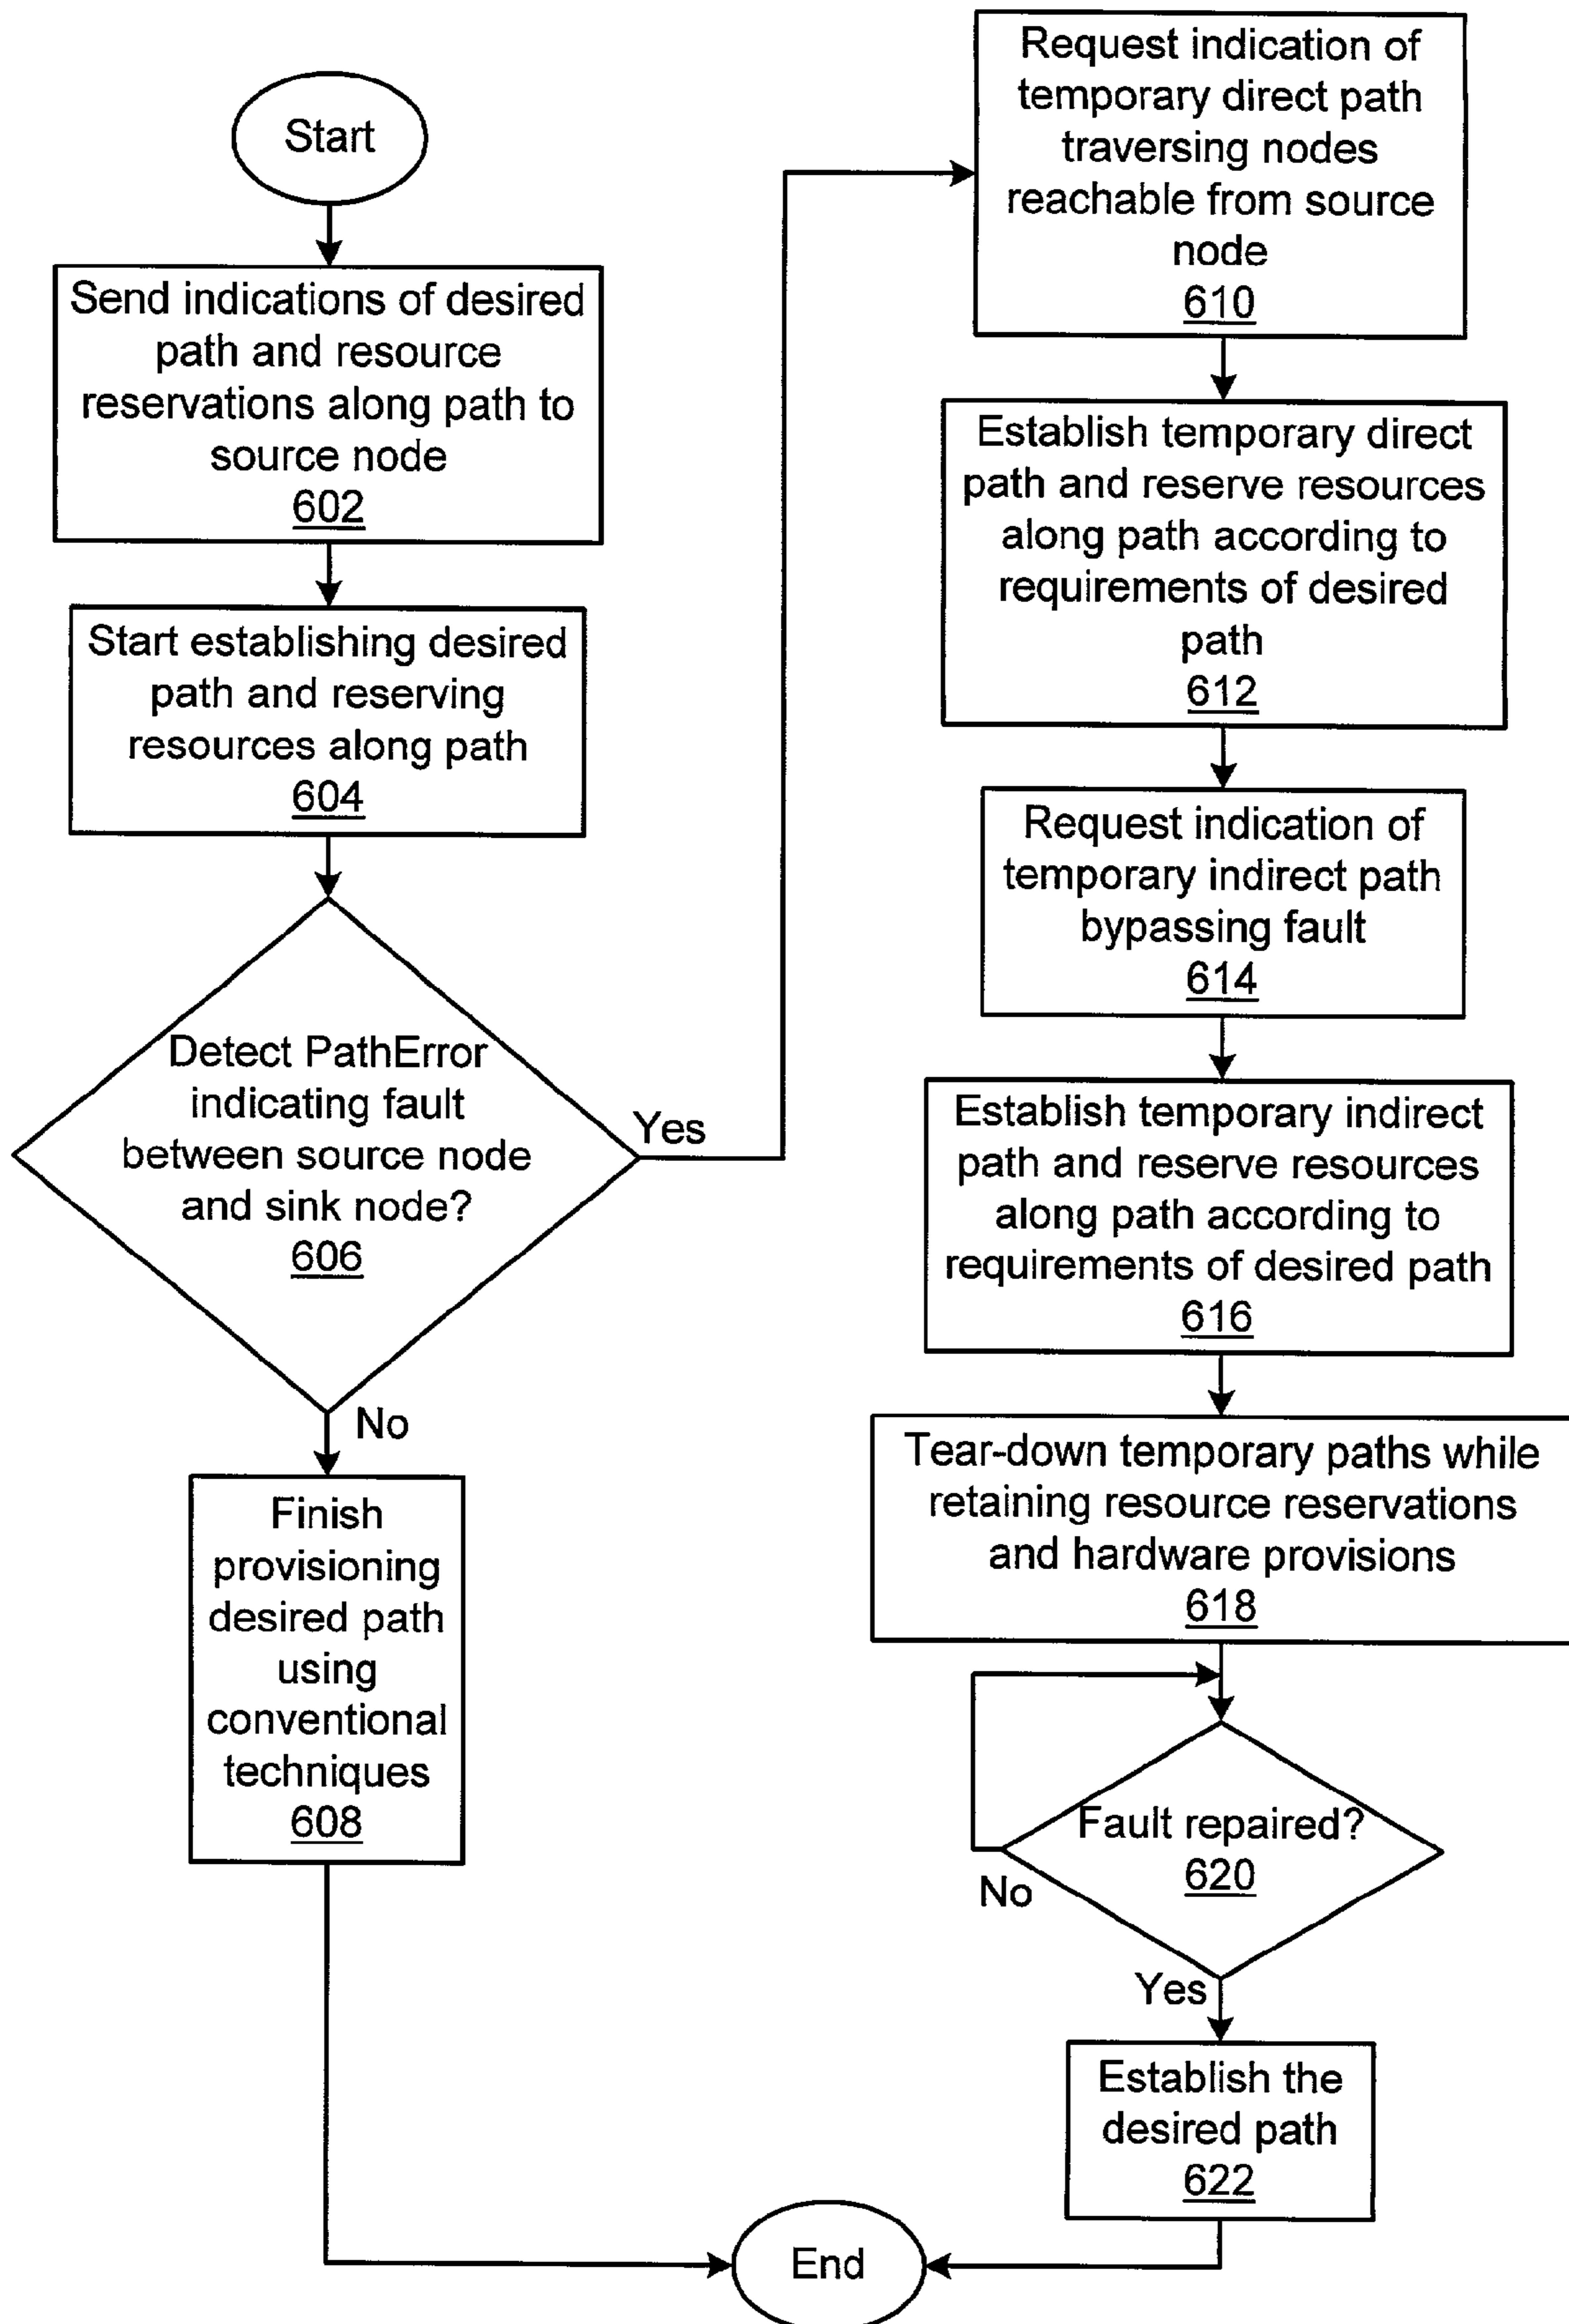 Start
Send indications of desired
path and resource
reservations along path to
source node
602
Start establishing desired
path and reserving
resources along path
604
Detect PathError
indicating fault
between source node
and sink node?
606
Yes
No
Finish
provisioning
desired path
using
conventional
techniques
608
Request indication of
temporary direct path
traversing nodes
reachable from source
node
610
Establish temporary direct
path and reserve resources
along path according to
requirements of desired
path
612
Request indication of
temporary indirect path
bypassing fault
614
Establish temporary indirect
path and reserve resources
along path according to
requirements of desired path
616
Tear-down temporary paths while
retaining resource reservations
and hardware provisions
618
Fault repaired?
620
No
Yes
Establish the
desired path
622
End